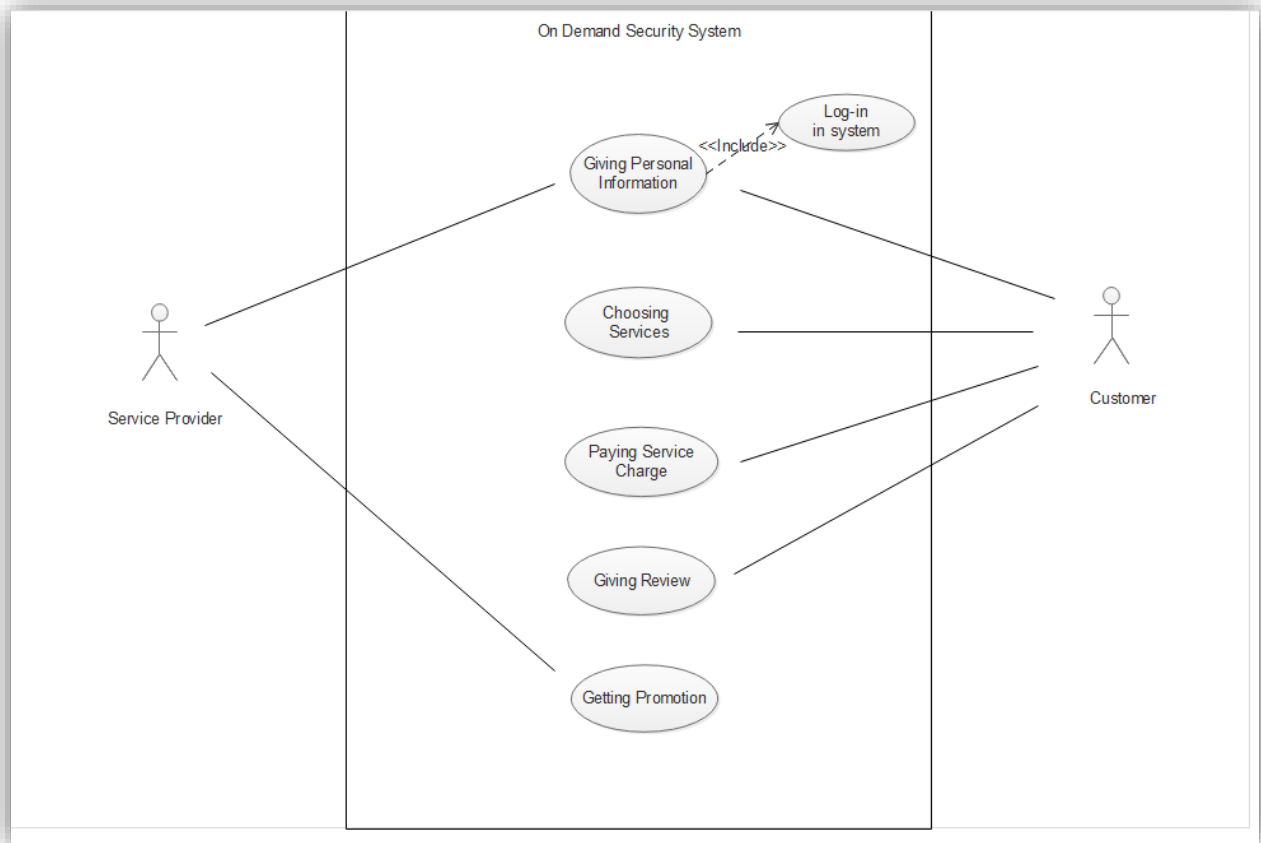 On Demand Security System
Log-in
in system
<<Include>>
Giving Personal
Information
Choosing
Services
Service Provider
Customer
Paying Service
Charge
Giving Review
Getting Promotion